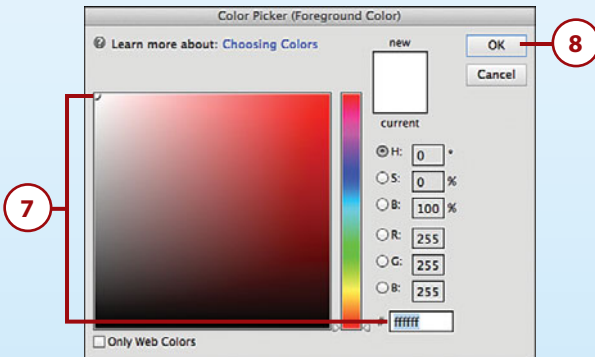 Color Picker (Foreground Color)
Learn more about: Choosing Colors
new
OK
8
Cancel
current
7
H: 0 °
S: 0 %
B: 100 %
R: 255
G: 255
B: 255
# ffffff
Only Web Colors